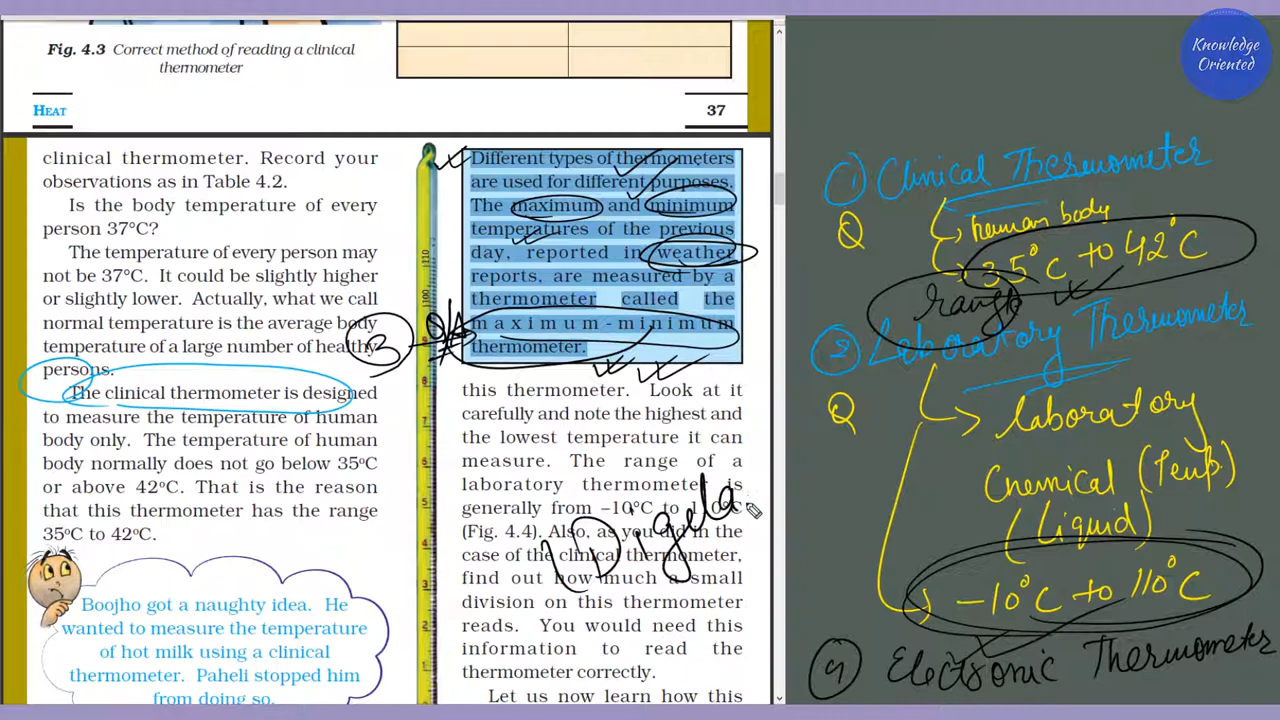 Fig. 4.3 Correct method of reading a clinical
thermometer
HEAT
37
clinical thermometer. Record your
observations as in Table 4.2.
Is the body temperature of every
person 37°C?
The temperature of every person may
not be 37°C. It could be slightly higher
or slightly lower. Actually, what we call
normal temperature is the average body
temperature of a large number of healthy
persons.
The clinical thermometer is designed
to measure the temperature of human
body only. The temperature of human
body normally does not go below 35°C
or above 42°C. That is the reason
that this thermometer has the range
35°C to 42°C.
Boojho got a naughty idea. He
wanted to measure the temperature
of hot milk using a clinical
thermometer. Paheli stopped him
from doing so.
110
100
Different types of thermometers
are used for different purposes.
The maximum and minimum
temperatures of the previous
day, reported in weather
reports, are measured by a
thermometer called the
maximum-minimum
thermometer.
3
this thermometer. Look at it
carefully and note the highest and
the lowest temperature it can
measure. The range of a
laboratory thermometer is
generally from –10°C to 110°C
(Fig. 4.4). Also, as you did in the
case of the clinical thermometer,
find out how much a small
division on this thermometer
reads. You would need this
information to read the
thermometer correctly.
Let us now learn how this
Digela
Knowledge
Oriented
1 Clinical Thermometer
Q
human body
35°C to 42°C
range
2 Laboratory Thermometer
Q
laboratory
Chemical (Temp.)
(Liquid)
-10°C to 110°C
4 Electronic Thermometer